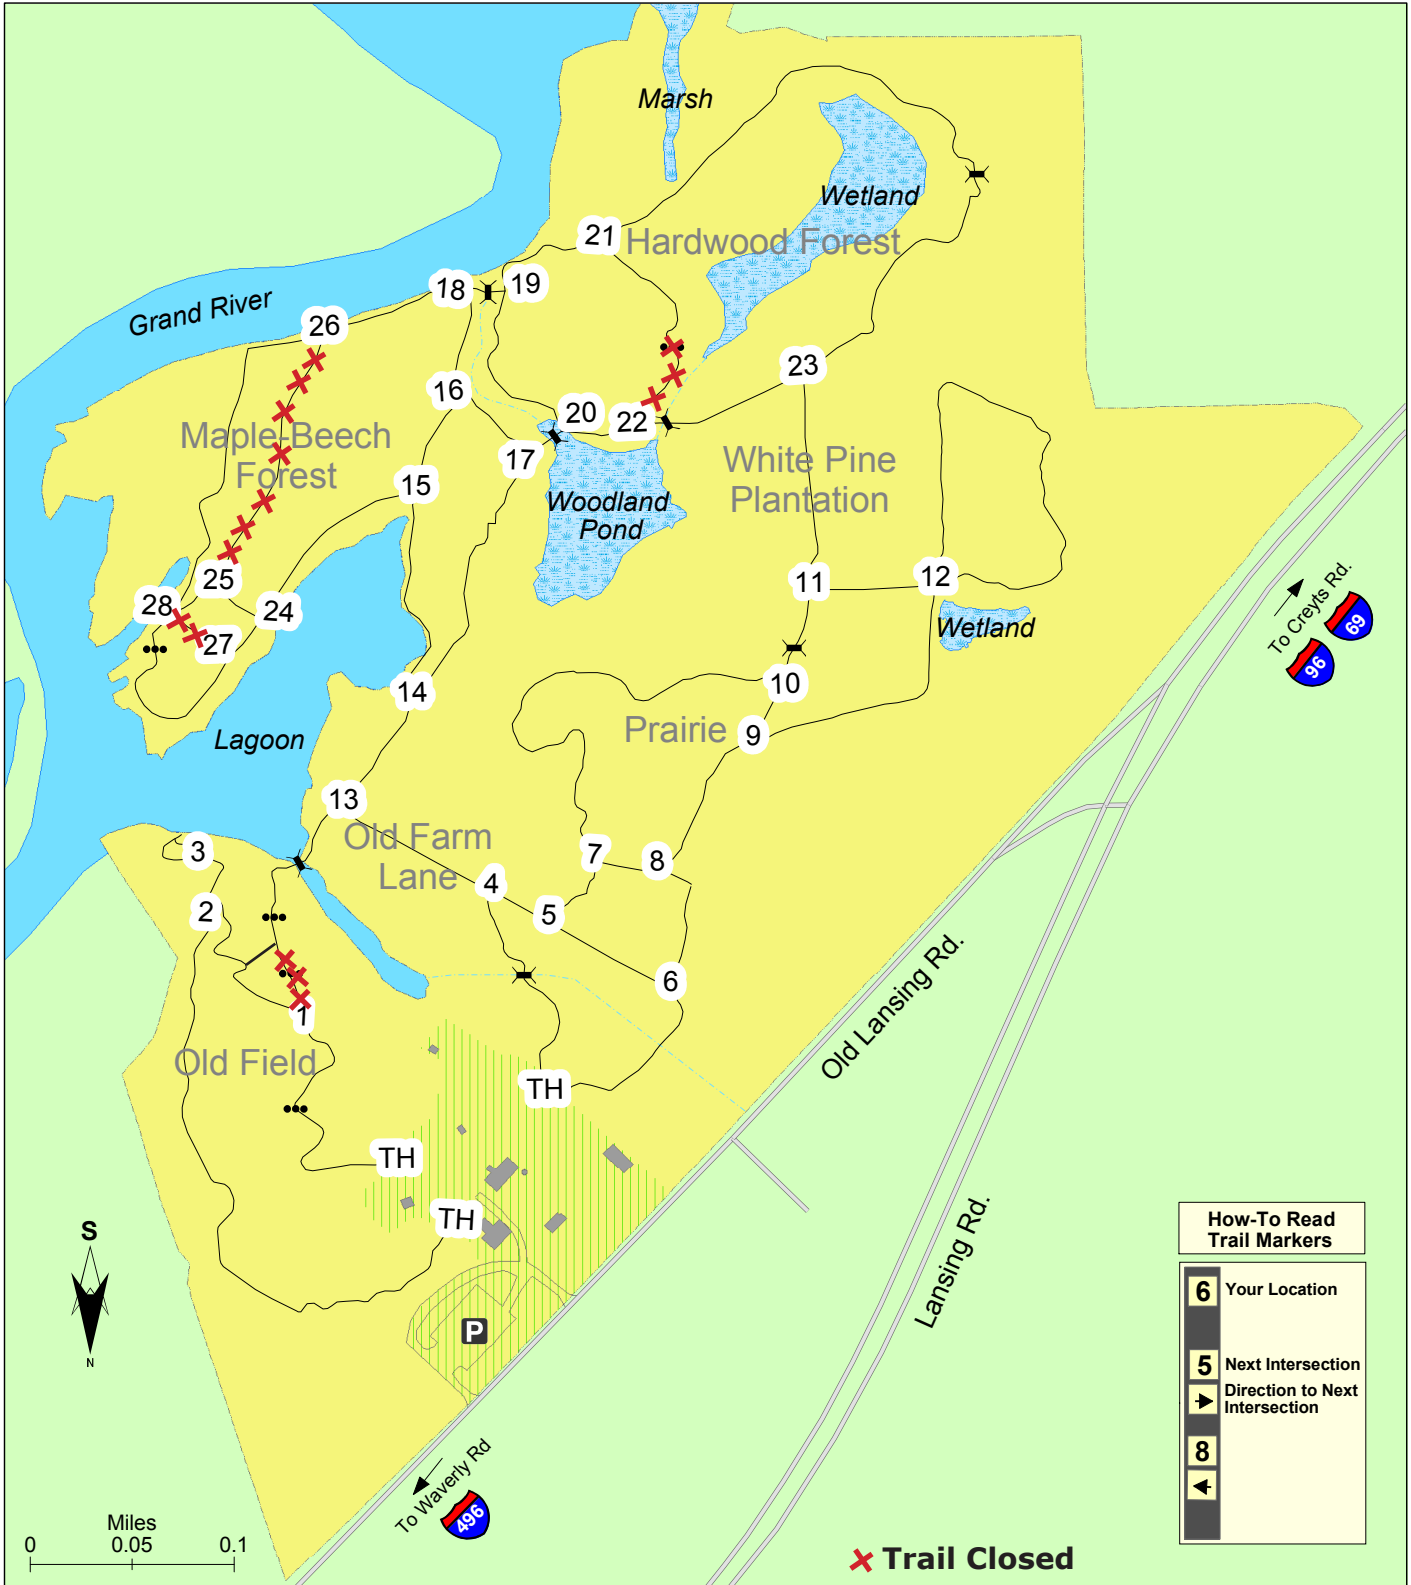 Marsh
Wetland
21
Hardwood Forest
18
19
Grand River
26
23
16
20
22
Maple-Beech
Forest
17
White Pine
Plantation
15
Woodland
Pond
25
11
12
28
24
27
Wetland
To Creyts Rd.
69
96
14
10
Prairie
9
Lagoon
13
Old Farm
Lane
3
7
8
4
2
5
6
1
Old Field
Old Lansing Rd.
TH
TH
TH
Lansing Rd.
S
N
P
How-To Read
Trail Markers
6 Your Location
5 Next Intersection
Direction to Next
Intersection
8
To Waverly Rd
496
Miles
0 0.05 0.1
Trail Closed